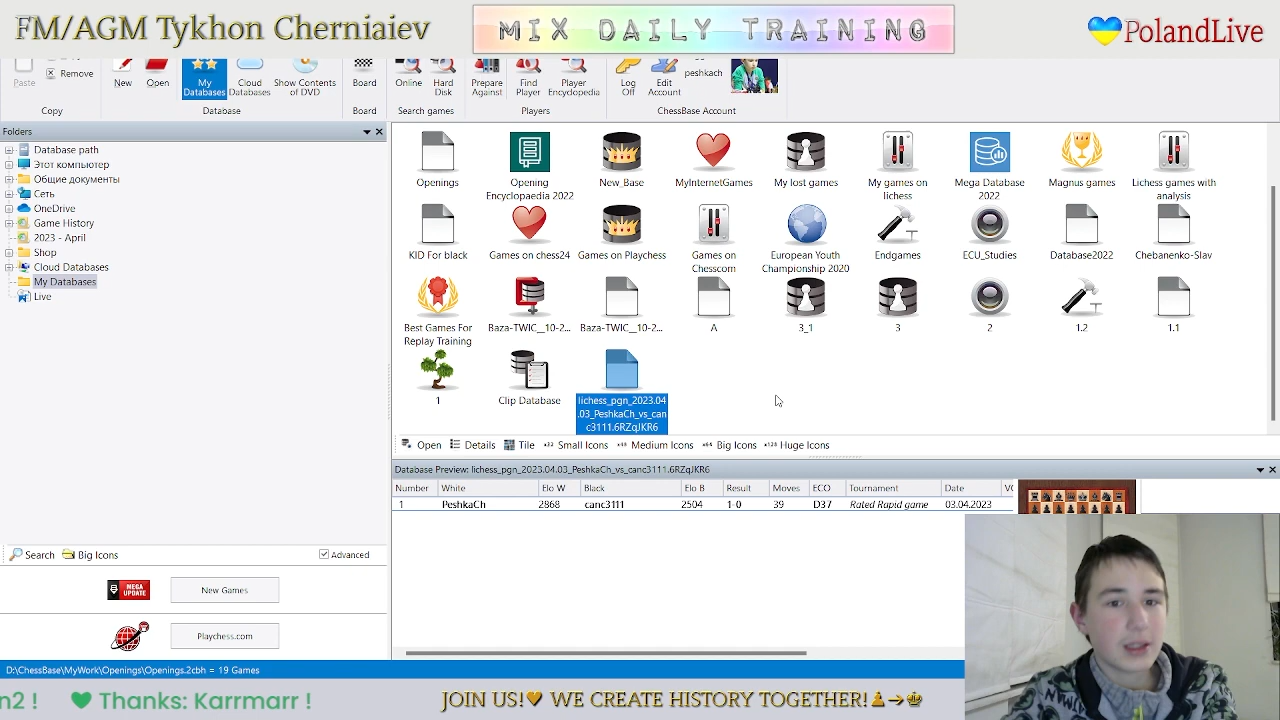 FM/AGM Tykhon Cherniaiev
MIX DAILY TRAINING
PolandLive
Paste
Remove
New
Open
My Databases
Cloud Databases
Show Contents of DVD
Board
Online
Hard Disk
Prepare Against
Find Player
Player Encyclopedia
Log Off
Edit Account
peshkach
Copy
Database
Board
Search games
Players
ChessBase Account
Folders
Database path
Этот компьютер
Общие документы
Сеть
OneDrive
Game History
2023 - April
Shop
Cloud Databases
My Databases
Live
Openings
Opening Encyclopaedia 2022
New_Base
MyInternetGames
My lost games
My games on lichess
Mega Database 2022
Magnus games
Lichess games with analysis
KID For black
Games on chess24
Games on Playchess
Games on Chesscom
European Youth Championship 2020
Endgames
ECU_Studies
Database2022
Chebanenko-Slav
Best Games For Replay Training
Baza-TWIC__10-2...
Baza-TWIC__10-2...
A
3_1
3
2
1.2
1.1
1
Clip Database
lichess_pgn_2023.04
.03_PeshkaCh_vs_can
c3111.6RZqJKR6
Open Details Tile Small Icons Medium Icons Big Icons Huge Icons
Database Preview: lichess_pgn_2023.04.03_PeshkaCh_vs_canc3111.6RZqJKR6
Number White Elo W Black Elo B Result Moves ECO Tournament Date
1 PeshkaCh 2868 canc3111 2504 1-0 39 D37 Rated Rapid game 03.04.2023
Search Big Icons Advanced
MEGA UPDATE
New Games
Playchess.com
D:\ChessBase\MyWork\Openings\Openings.2cbh = 19 Games
n2 ! Thanks: Karrmarr !
JOIN US! WE CREATE HISTORY TOGETHER!